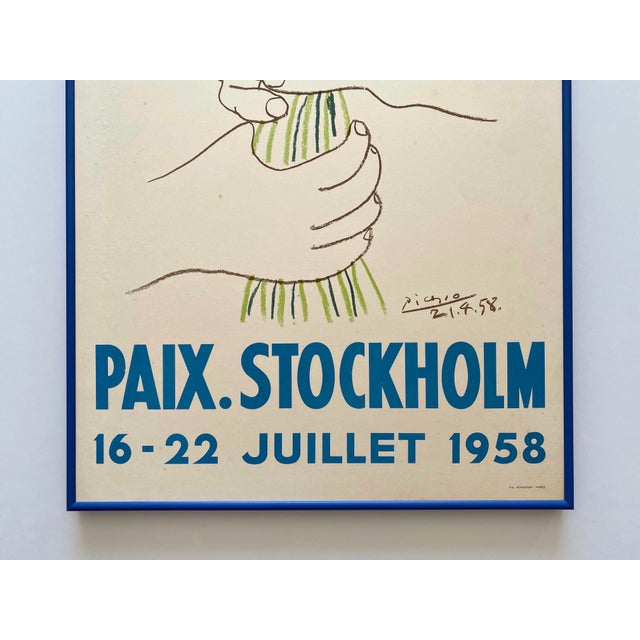 Picasso
21.4.58.
PAIX. STOCKHOLM
16 - 22 JUILLET 1958